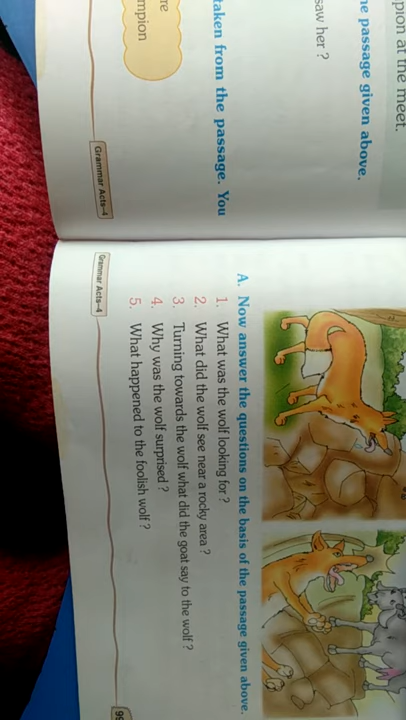 pion at the meet.
he passage given above.
saw her ?
taken from the passage. You
re
mpion
Grammar Acts–4
A. Now answer the questions on the basis of the passage given above.
1. What was the wolf looking for ?
2. What did the wolf see near a rocky area ?
3. Turning towards the wolf what did the goat say to the wolf ?
4. Why was the wolf surprised ?
5. What happened to the foolish wolf ?
Grammar Acts–4